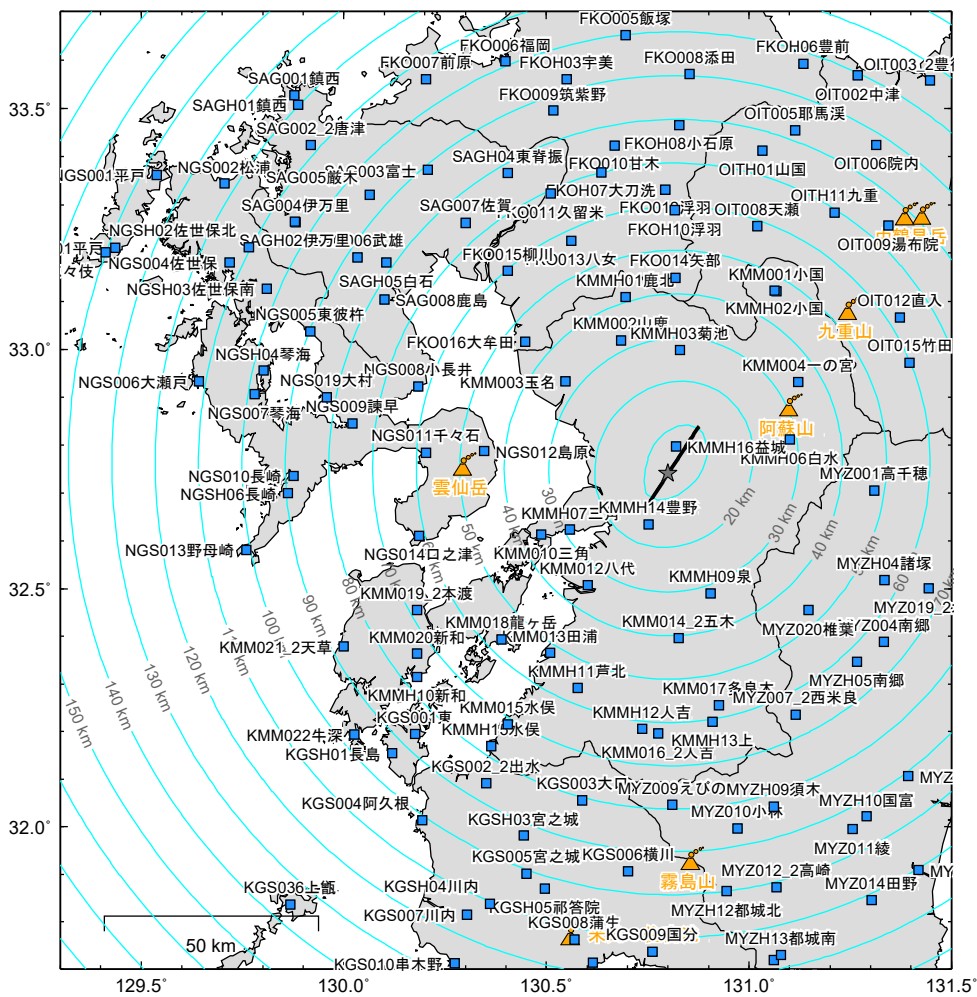 FKO005飯塚
FKO006福岡
FKO007前原
FKOH03宇美
FKO008添田
FKOH06豊前
OIT003
SAG001鎮西
FKO009筑紫野
OIT002中津
33.5°
SAGH01鎮西
OIT005耶馬渓
SAG002_2唐津
SAGH04東脊振
FKOH08小石原
OITH01山国
OIT006院内
NGS002松浦
NGS001平戸
SAG005厳木
003富士
FKO010甘木
FKOH07大刀洗
OITH11九重
SAG004伊万里
SAG007佐賀
FKO011久留米
浮羽
OIT008天瀬
NGSH02佐世保北
01平戸
SAGH02伊万里
06武雄
FKOH10浮羽
OIT009湯布院
NGS004佐世保
FKO015柳川
013八女
FKO014矢部
KMM001小国
NGSH03佐世保南
SAGH05白石
KMMH01鹿北
KMMH02小国
OIT012直入
SAG008鹿島
NGS005東彼杵
KMM002山鹿
KMMH03菊池
九重山
33.0°
FKO016大牟田
OIT015竹田
NGSH04琴海
NGS008小長井
KMM004一の宮
NGS006大瀬戸
NGS019大村
KMM003玉名
NGS007琴海
NGS009諫早
阿蘇山
NGS011千々石
KMMH16益城
NGS012島原
KMMH06白水
NGS010長崎
雲仙岳
MYZ001高千穂
NGSH06長崎
KMMH14豊野
20 km
30 km
KMMH07三角
30 km
40 km
40 km
NGS013野母崎
NGS014口之津
50 km
KMM010三角
MYZH04諸塚
60
32.5°
KMM012八代
KMMH09泉
80 km
KMM019_2本渡
90 km
KMM018龍ヶ岳
MYZ020椎葉
MYZ004南郷
KMM020新和
KMM013田浦
KMM014_2五木
100 km
KMM021_2天草
120 km
130 km
140 km
150 km
KMMH11芦北
MYZH05南郷
KMMH10新和
KMM017多良木
MYZ007_2西米良
KGS001東
KMM015水俣
KMMH12人吉
KMM022牛深
KMMH15水俣
KMMH13上
KGSH01長島
KMM016_2人吉
KGS002_2出水
KGS003大口
MYZ009えびの
MYZH09須木
KGS004阿久根
MYZ010小林
MYZH10国富
32.0°
KGSH03宮之城
MYZ011綾
KGS005宮之城
KGS006横川
霧島山
MYZ012_2高崎
KGS036上甑
KGSH04川内
MYZ014田野
KGSH05祁答院
MYZH12都城北
KGS007川内
KGS008蒲生
KGS009国分
50 km
MYZH13都城南
KGS010串木野
129.5°
130.0°
130.5°
131.0°
131.5°